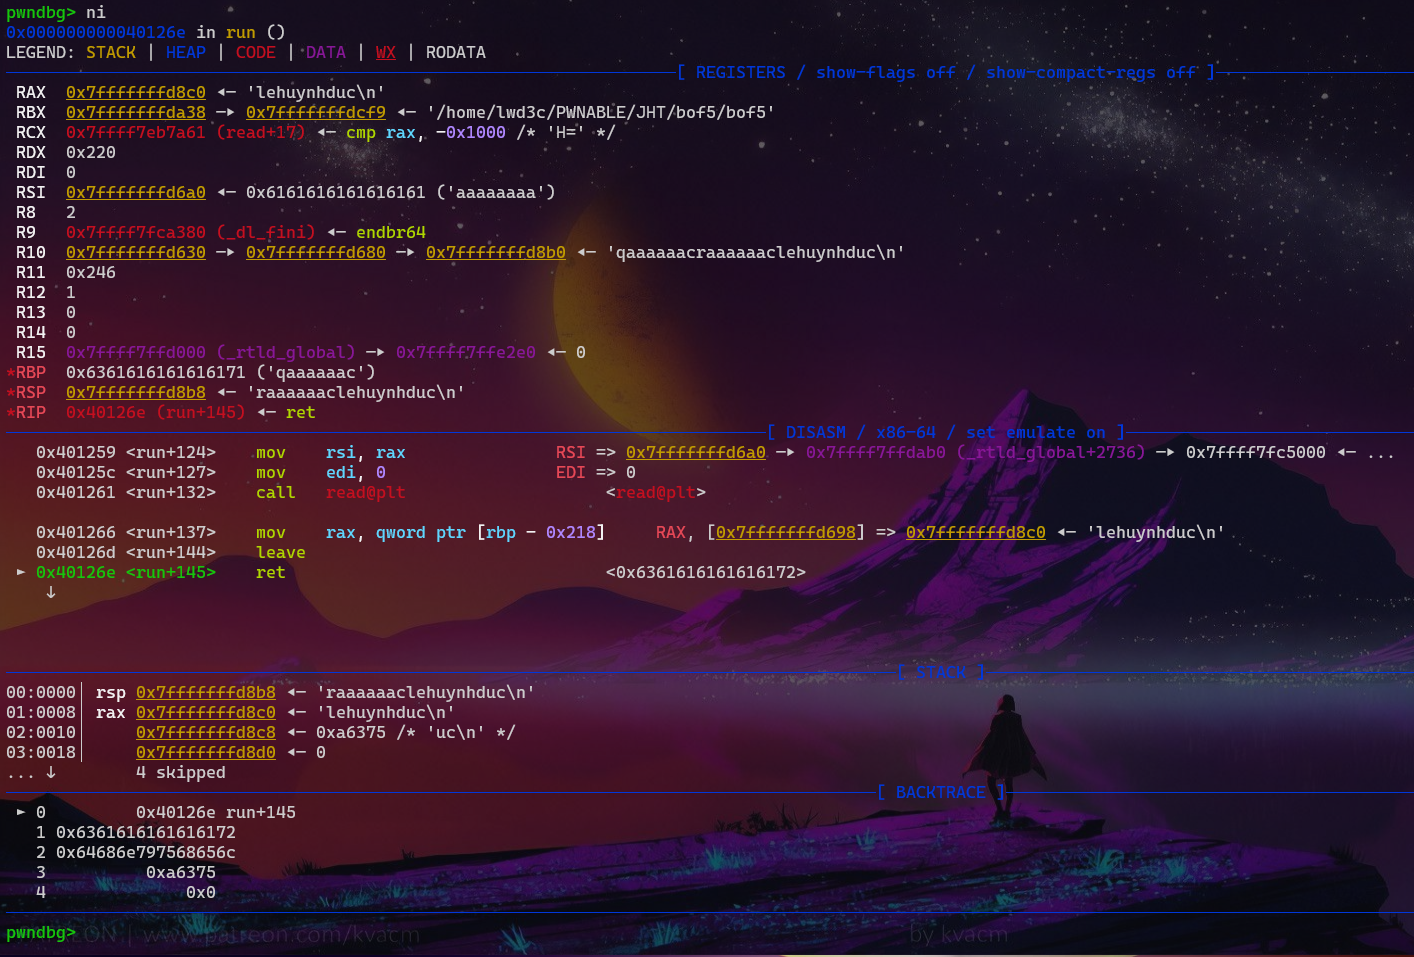 pwndbg> ni
0x000000000040126e in run ()
LEGEND: STACK | HEAP | CODE | DATA | WX | RODATA
[ REGISTERS / show-flags off / show-compact-regs off ]
RAX  0x7fffffffd8c0 ◂— 'lehuynhduc\n'
RBX  0x7fffffffda38 —▸ 0x7fffffffdcf9 ◂— '/home/lwd3c/PWNABLE/JHT/bof5/bof5'
RCX  0x7ffff7eb7a61 (read+17) ◂— cmp rax, -0x1000 /* 'H=' */
RDX  0x220
RDI  0
RSI  0x7fffffffd6a0 ◂— 0x6161616161616161 ('aaaaaaaa')
R8   2
R9   0x7ffff7fca380 (_dl_fini) ◂— endbr64
R10  0x7fffffffd630 —▸ 0x7fffffffd680 —▸ 0x7fffffffd8b0 ◂— 'qaaaaaacraaaaaaclehuynhduc\n'
R11  0x246
R12  1
R13  0
R14  0
R15  0x7ffff7ffd000 (_rtld_global) —▸ 0x7ffff7ffe2e0 ◂— 0
*RBP  0x6361616161616171 ('qaaaaaac')
*RSP  0x7fffffffd8b8 ◂— 'raaaaaaclehuynhduc\n'
*RIP  0x40126e (run+145) ◂— ret
[ DISASM / x86-64 / set emulate on ]
0x401259 <run+124>    mov    rsi, rax    RSI => 0x7fffffffd6a0 —▸ 0x7ffff7ffdab0 (_rtld_global+2736) —▸ 0x7ffff7fc5000 ◂— ...
0x40125c <run+127>    mov    edi, 0    EDI => 0
0x401261 <run+132>    call   read@plt    <read@plt>
0x401266 <run+137>    mov    rax, qword ptr [rbp - 0x218]    RAX, [0x7fffffffd698] => 0x7fffffffd8c0 ◂— 'lehuynhduc\n'
0x40126d <run+144>    leave
► 0x40126e <run+145>    ret    <0x6361616161616172>
↓
[ STACK ]
00:0000│ rsp 0x7fffffffd8b8 ◂— 'raaaaaaclehuynhduc\n'
01:0008│ rax 0x7fffffffd8c0 ◂— 'lehuynhduc\n'
02:0010│     0x7fffffffd8c8 ◂— 0xa6375 /* 'uc\n' */
03:0018│     0x7fffffffd8d0 ◂— 0
... ↓        4 skipped
[ BACKTRACE ]
► 0         0x40126e run+145
1 0x6361616161616172
2 0x64686e797568656c
3          0xa6375
4              0x0
pwndbg>
| www.patreon.com/kvacm
by kvacm